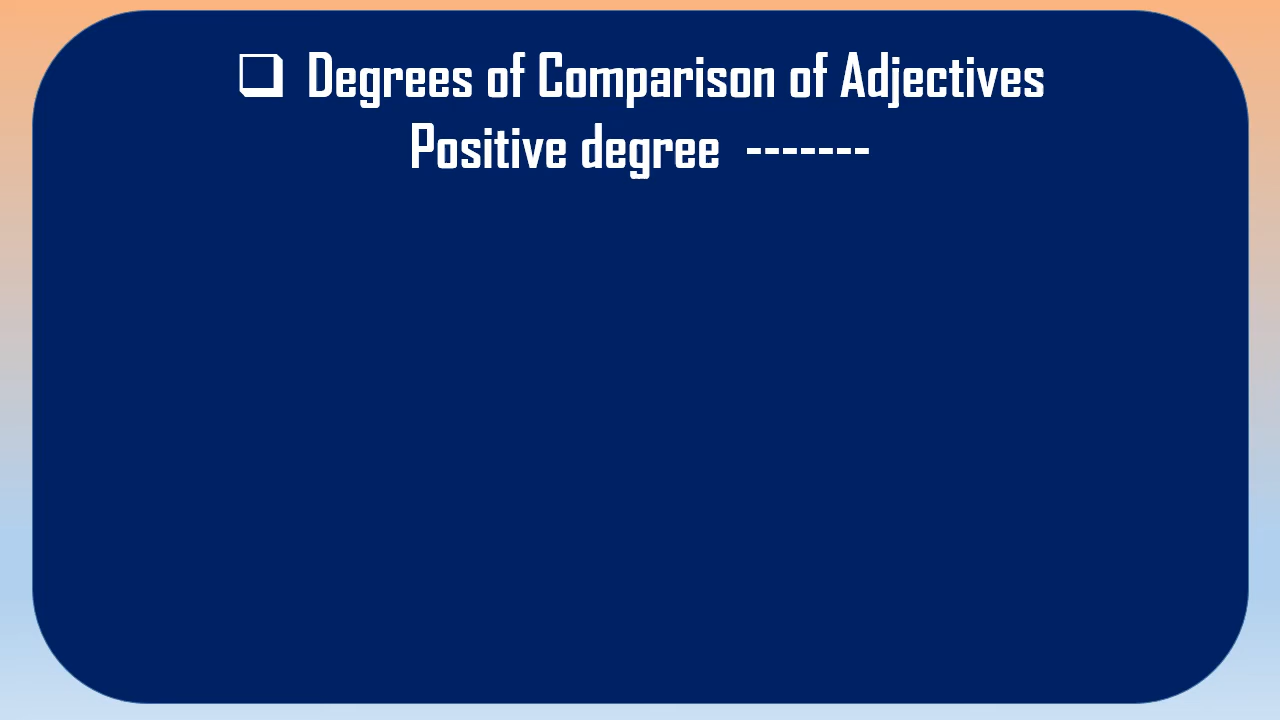 ❑ Degrees of Comparison of Adjectives
Positive degree -------